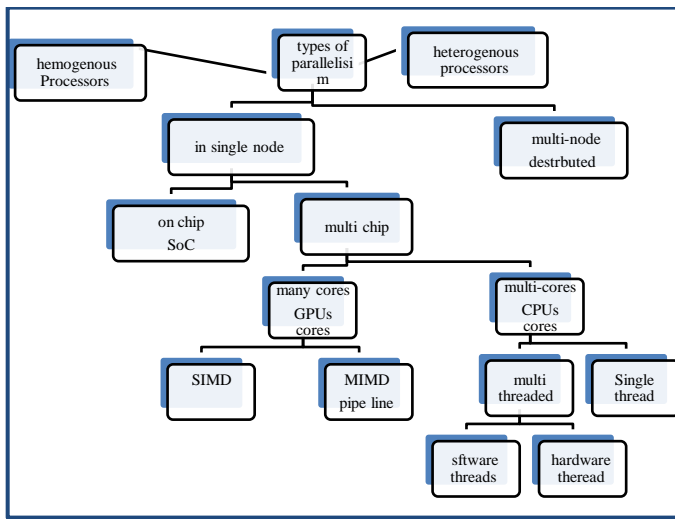 hemogenous
Processors
types of
parallelisi
m
heterogenous
processors
in single node
multi-node
destrbuted
on chip
SoC
multi chip
many cores
GPUs
cores
multi-cores
CPUs
cores
SIMD
MIMD
pipe line
multi
threaded
Single
thread
sftware
threads
hardware
theread